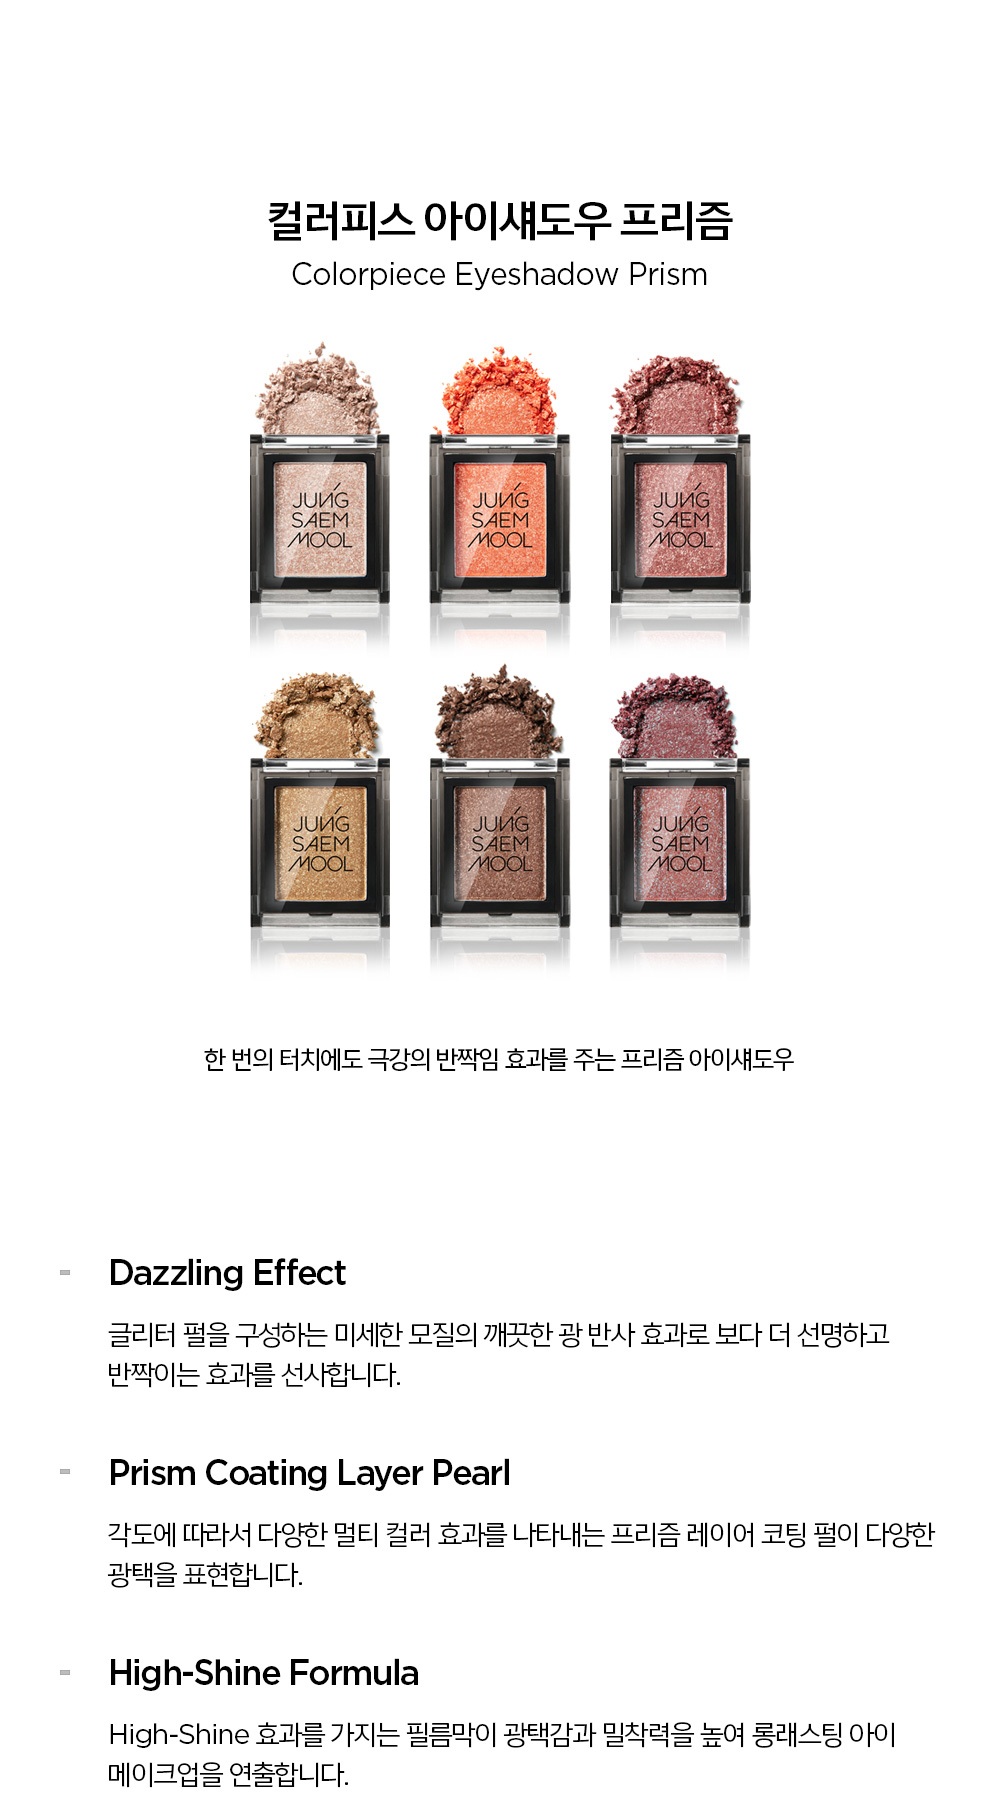 컬러피스 아이섀도우 프리즘
Colorpiece Eyeshadow Prism
JUNG
SAEM
MOOL
JUNG
SAEM
MOOL
JUNG
SAEM
MOOL
JUNG
SAEM
MOOL
JUNG
SAEM
MOOL
JUNG
SAEM
MOOL
한 번의 터치에도 극강의 반짝임 효과를 주는 프리즘 아이섀도우
- Dazzling Effect
글리터 펄을 구성하는 미세한 모질의 깨끗한 광 반사 효과로 보다 더 선명하고
반짝이는 효과를 선사합니다.
- Prism Coating Layer Pearl
각도에 따라서 다양한 멀티 컬러 효과를 나타내는 프리즘 레이어 코팅 펄이 다양한
광택을 표현합니다.
- High-Shine Formula
High-Shine 효과를 가지는 필름막이 광택감과 밀착력을 높여 롱래스팅 아이
메이크업을 연출합니다.